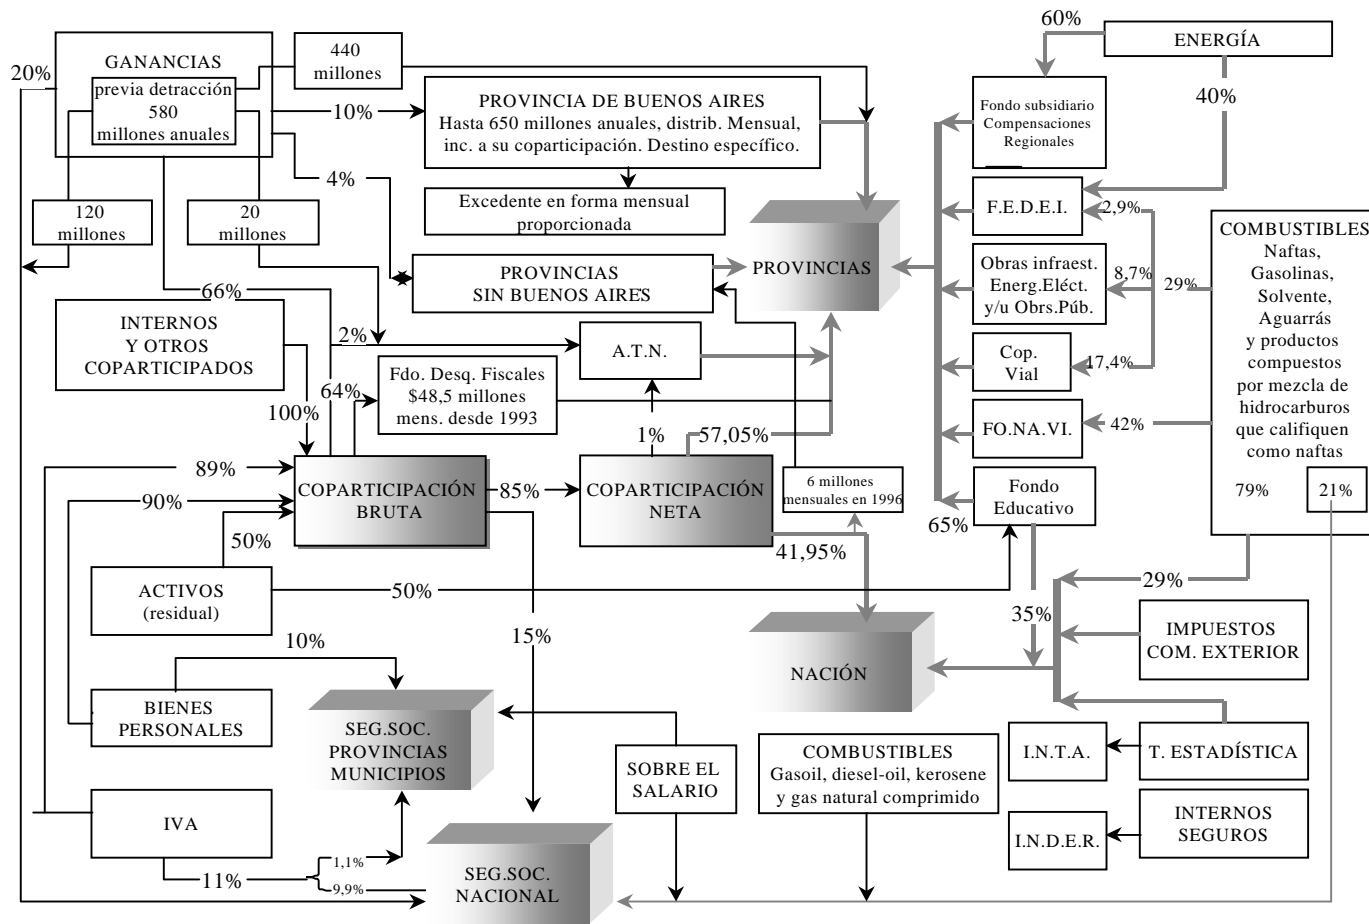 GANANCIAS
previa detracción
580
millones anuales
20%
440
millones
10%
PROVINCIA DE BUENOS AIRES
Hasta 650 millones anuales, distrib. Mensual,
inc. a su coparticipación. Destino específico.
Excedente en forma mensual
proporcionada
4%
120
millones
20
millones
66%
PROVINCIAS
SIN BUENOS AIRES
PROVINCIAS
60%
ENERGÍA
40%
Fondo subsidiario
Compensaciones
Regionales
F.E.D.E.I.
2,9%
Obras infraest.
Energ.Eléct.
y/u Obrs.Púb.
8,7%
29%
Cop.
Vial
17,4%
FO.NA.VI.
42%
Fondo
Educativo
65%
COMBUSTIBLES
Naftas,
Gasolinas,
Solvente,
Aguarrás
y productos
compuestos
por mezcla de
hidrocarburos
que califiquen
como naftas
79%
21%
INTERNOS
Y OTROS
COPARTICIPADOS
2%
A.T.N.
64%
Fdo. Desq. Fiscales
$48,5 millones
mens. desde 1993
100%
1%
57,05%
89%
90%
50%
COPARTICIPACIÓN
BRUTA
85%
COPARTICIPACIÓN
NETA
6 millones
mensuales en 1996
41,95%
ACTIVOS
(residual)
50%
15%
35%
29%
IMPUESTOS
COM. EXTERIOR
NACIÓN
10%
BIENES
PERSONALES
SEG.SOC.
PROVINCIAS
MUNICIPIOS
SOBRE EL
SALARIO
COMBUSTIBLES
Gasoil, diesel-oil, kerosene
y gas natural comprimido
I.N.T.A.
T. ESTADÍSTICA
I.N.D.E.R.
INTERNOS
SEGUROS
IVA
11%
1,1%
9,9%
SEG.SOC.
NACIONAL